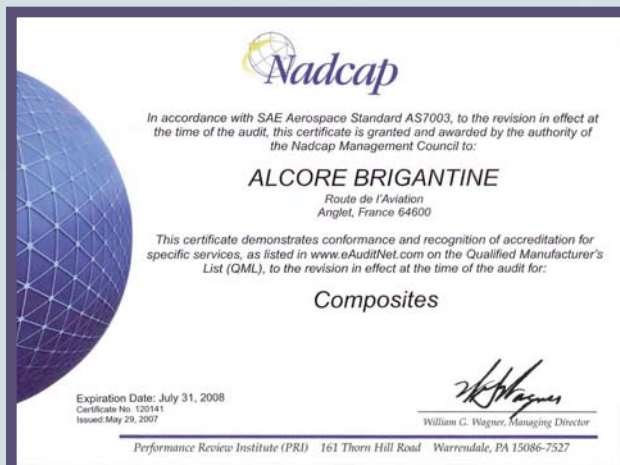 Nadcap
In accordance with SAE Aerospace Standard AS7003, to the revision in effect at
the time of the audit, this certificate is granted and awarded by the authority of
the Nadcap Management Council to:
ALCORE BRIGANTINE
Route de l'Aviation
Anglet, France 64600
This certificate demonstrates conformance and recognition of accreditation for
specific services, as listed in www.eAuditNet.com on the Qualified Manufacturer's
List (QML), to the revision in effect at the time of the audit for:
Composites
Expiration Date: July 31, 2008
Certificate No. 120141
Issued:May 29, 2007
William G. Wagner, Managing Director
Performance Review Institute (PRI) 161 Thorn Hill Road Warrendale, PA 15086-7527